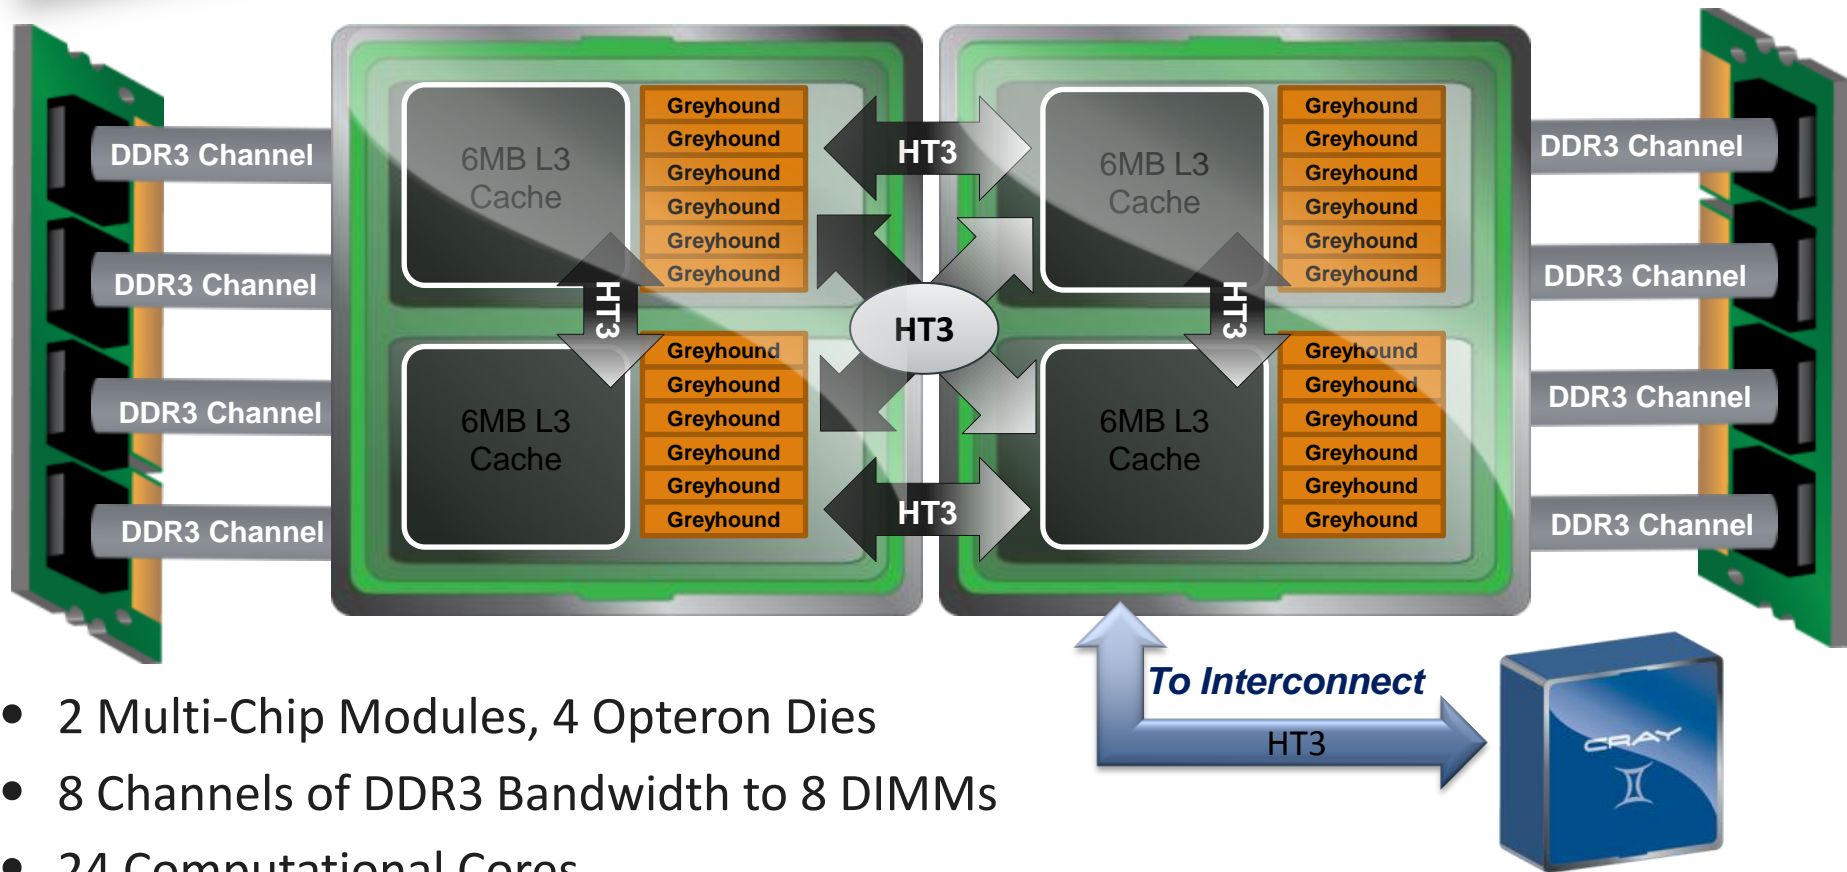 DDR3 Channel
DDR3 Channel
DDR3 Channel
DDR3 Channel
6MB L3
Cache
Greyhound
Greyhound
Greyhound
Greyhound
Greyhound
Greyhound
HT3
6MB L3
Cache
Greyhound
Greyhound
Greyhound
Greyhound
Greyhound
Greyhound
HT3
HT3
HT3
6MB L3
Cache
Greyhound
Greyhound
Greyhound
Greyhound
Greyhound
Greyhound
HT3
6MB L3
Cache
Greyhound
Greyhound
Greyhound
Greyhound
Greyhound
Greyhound
DDR3 Channel
DDR3 Channel
DDR3 Channel
DDR3 Channel
To Interconnect
HT3
CRAY
• 2 Multi-Chip Modules, 4 Opteron Dies
• 8 Channels of DDR3 Bandwidth to 8 DIMMs
• 24 Computational Cores